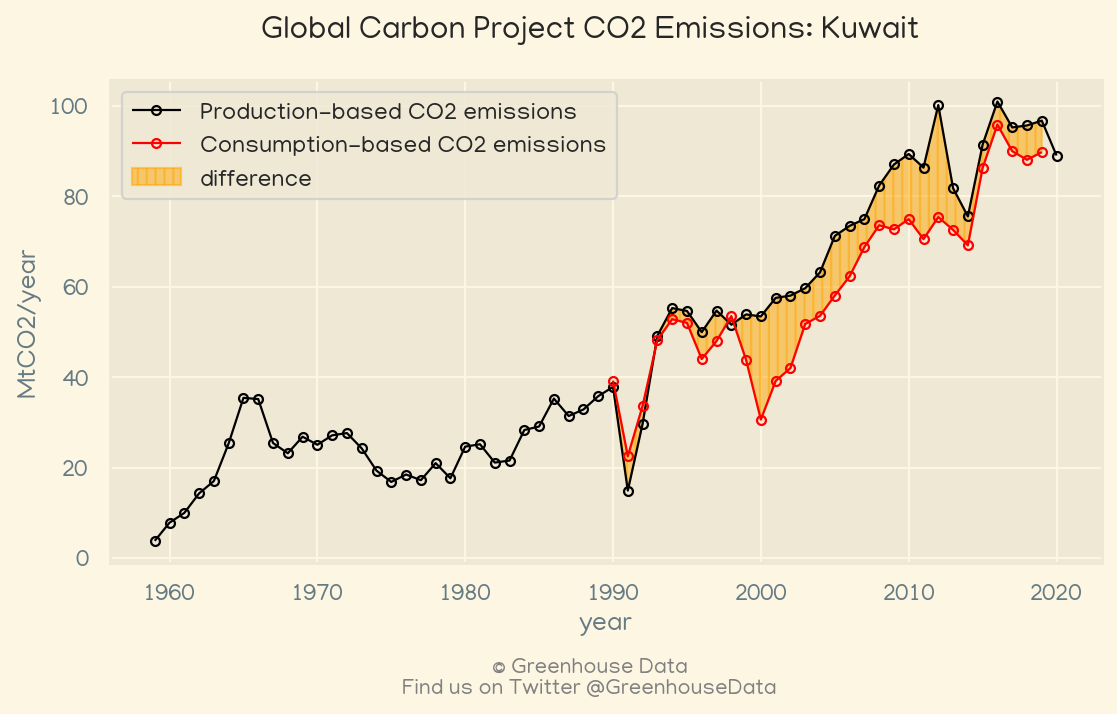 Global Carbon Project CO2 Emissions: Kuwait
Production-based CO2 emissions
Consumption-based CO2 emissions
difference
MtCO2/year
100
80
60
40
20
0
1960 1970 1980 1990 2000 2010 2020
year
© Greenhouse Data
Find us on Twitter @GreenhouseData